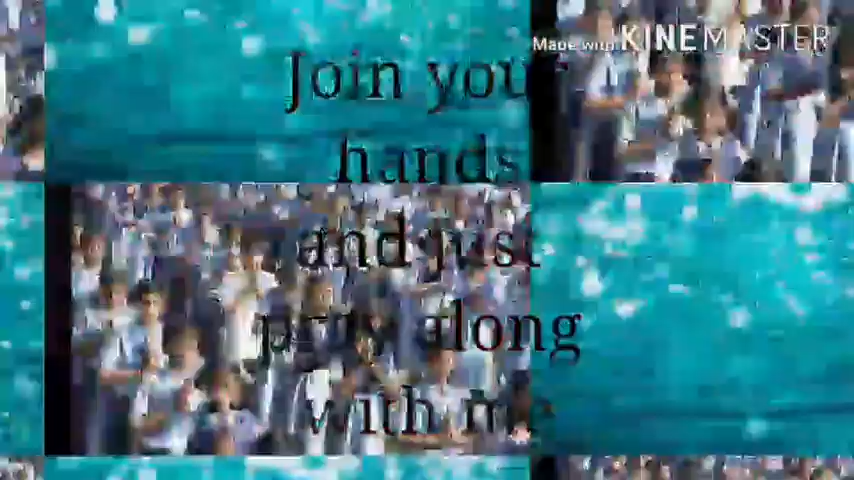 Made with KINEMASTER
Join you
hands
and just
along
with me